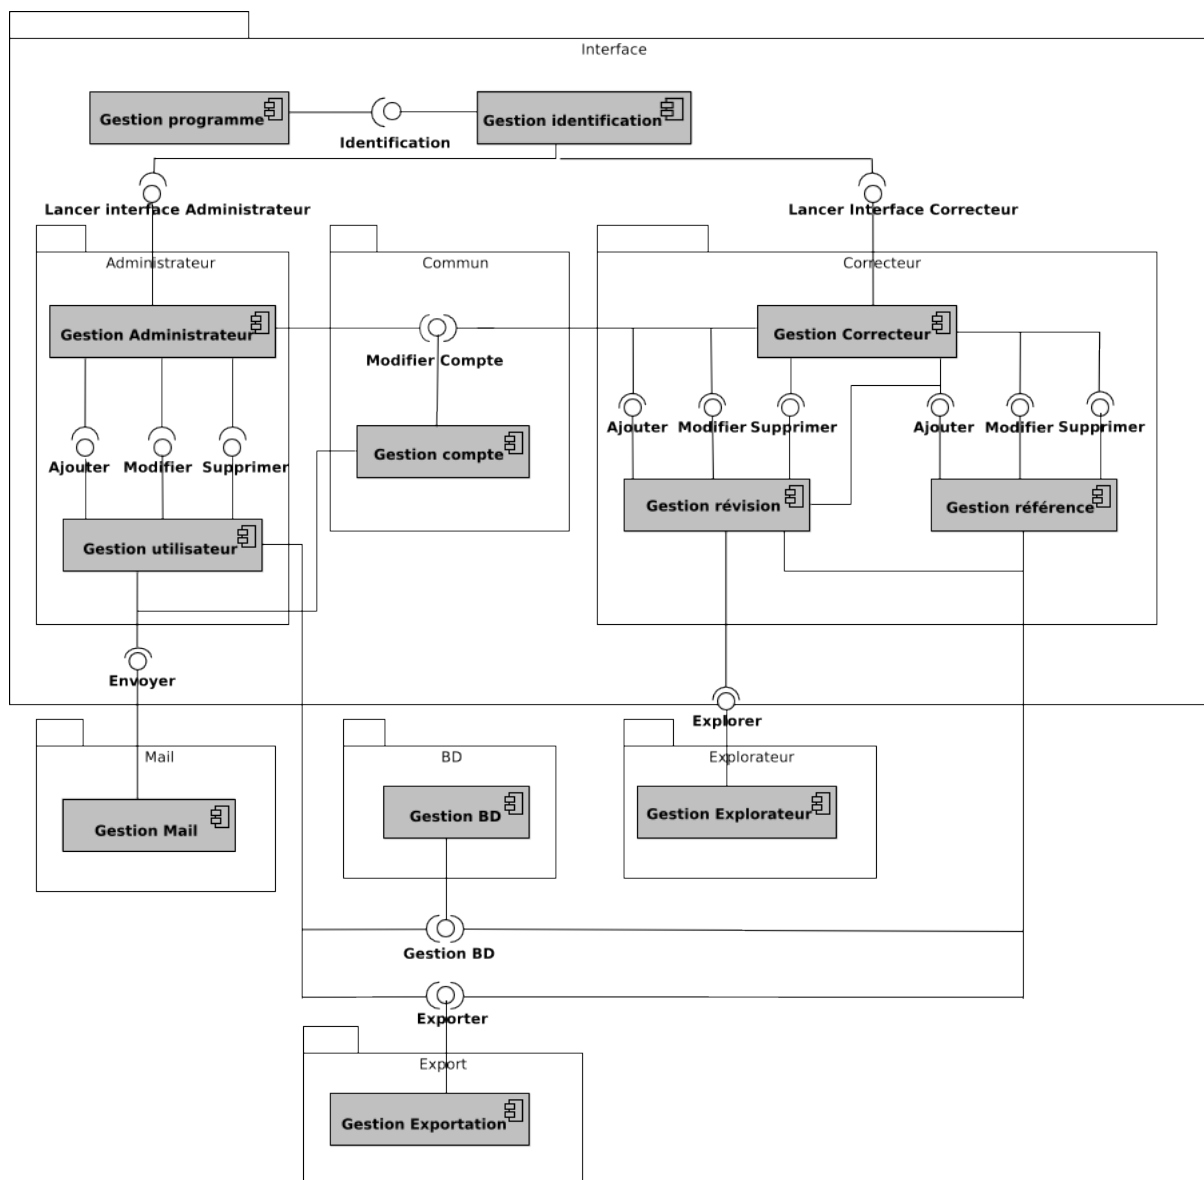 Interface
Gestion programme
Identification
Gestion identification
Lancer interface Administrateur
Lancer Interface Correcteur
Administrateur
Commun
Correcteur
Gestion Administrateur
Modifier Compte
Gestion Correcteur
Ajouter
Modifier
Supprimer
Ajouter
Modifier
Supprimer
Ajouter
Modifier
Supprimer
Gestion compte
Gestion révision
Gestion référence
Gestion utilisateur
Envoyer
Explorer
Mail
BD
Explorateur
Gestion Mail
Gestion BD
Gestion Explorateur
Gestion BD
Exporter
Export
Gestion Exportation